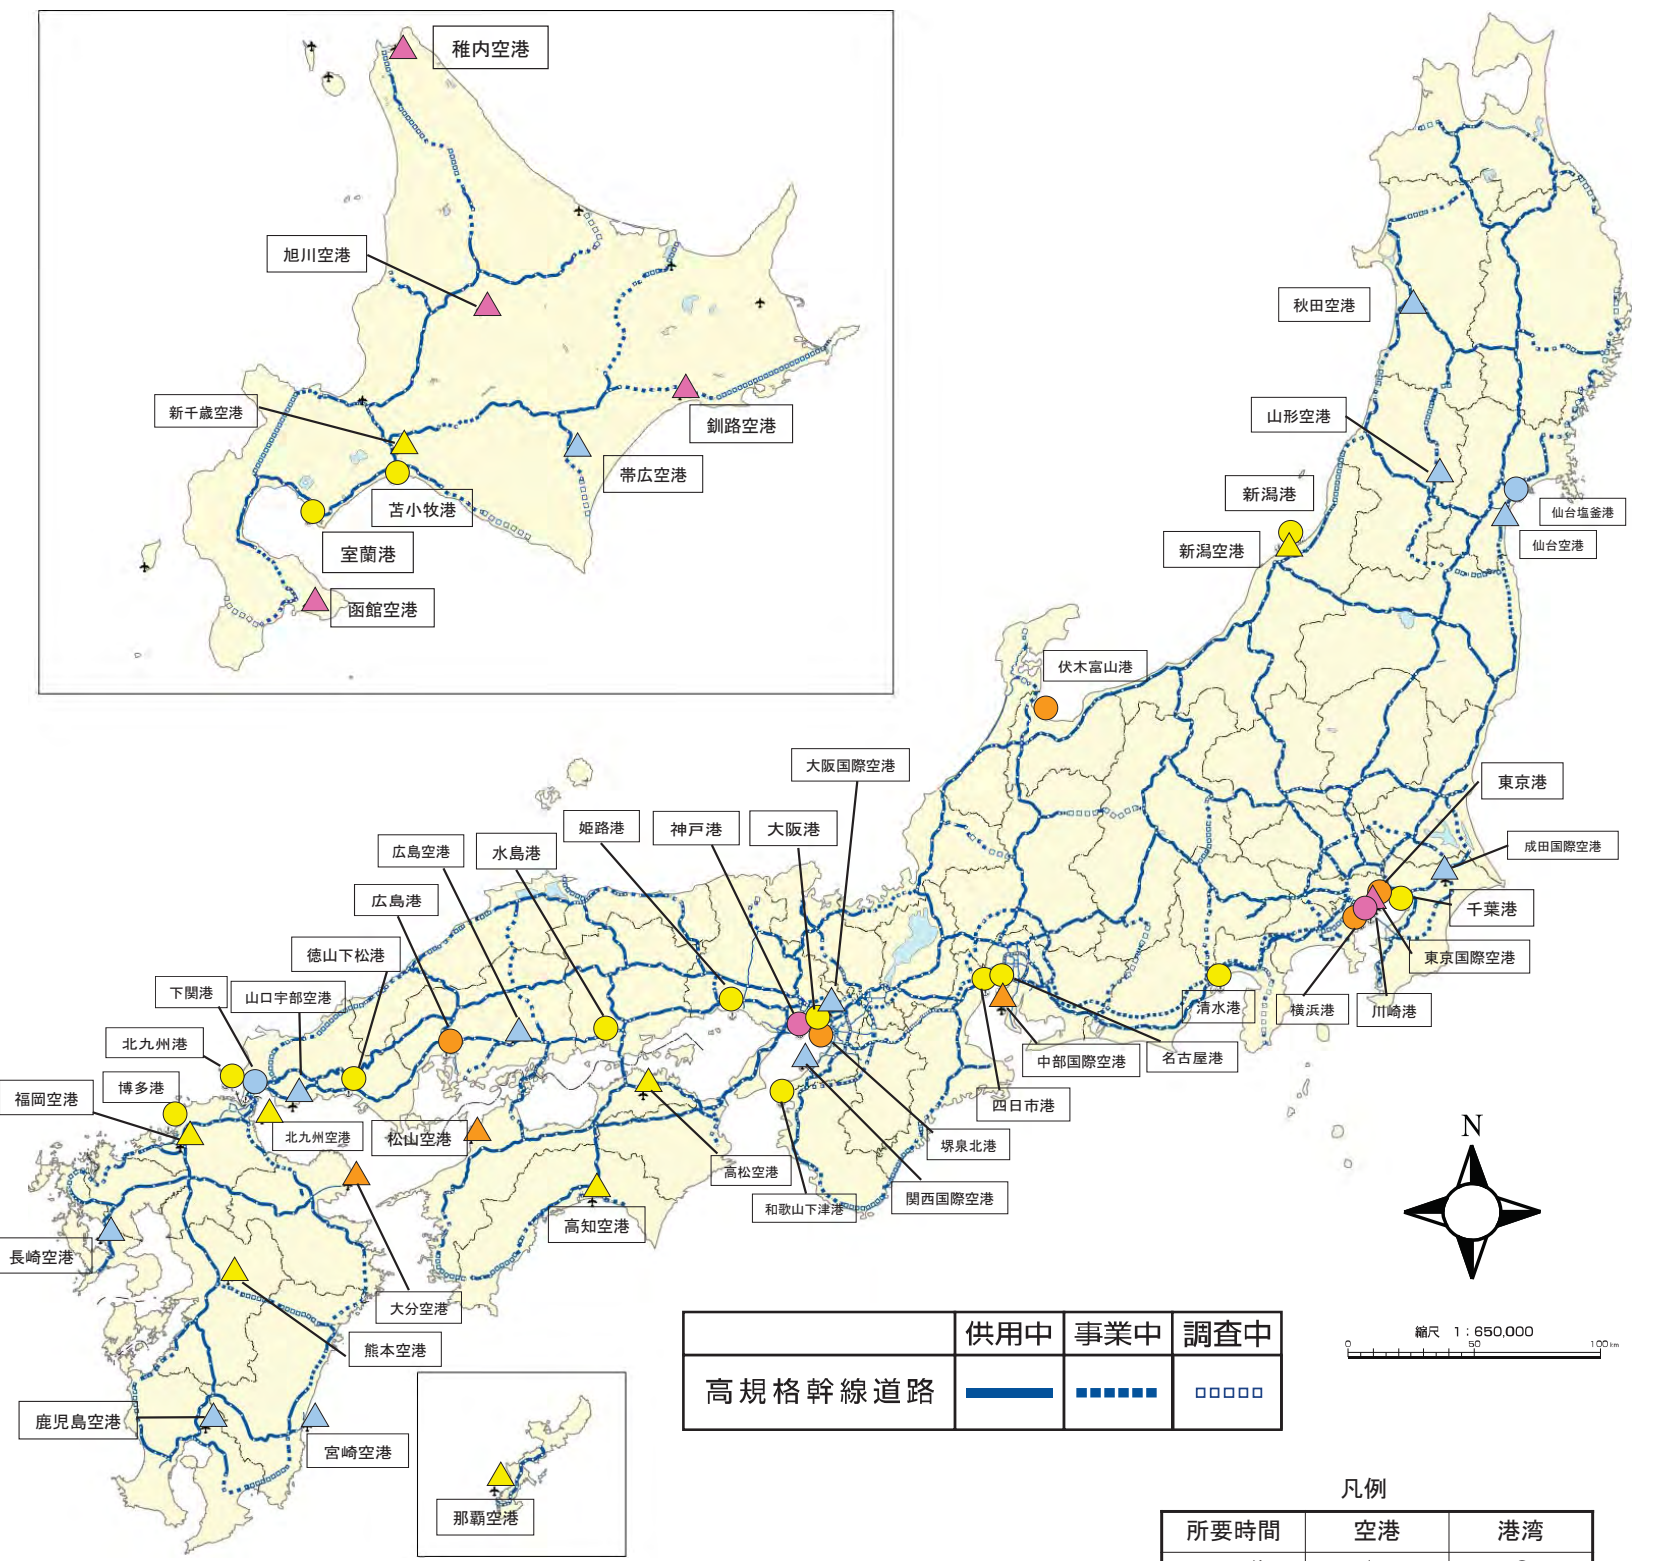 稚内空港
旭川空港
新千歳空港
釧路空港
帯広空港
苫小牧港
室蘭港
函館空港
秋田空港
山形空港
新潟港
仙台塩釜港
新潟空港
仙台空港
伏木富山港
大阪国際空港
東京港
姫路港
神戸港
大阪港
広島空港
水島港
成田国際空港
広島港
千葉港
徳山下松港
東京国際空港
下関港
山口宇部空港
清水港
横浜港
川崎港
北九州港
中部国際空港
名古屋港
博多港
福岡空港
四日市港
北九州空港
松山空港
堺泉北港
高松空港
関西国際空港
和歌山下津港
高知空港
長崎空港
大分空港
熊本空港
鹿児島空港
宮崎空港
那覇空港
N
縮尺 1：650,000
0 50 100km
供用中 事業中 調査中
高規格幹線道路
凡例
所要時間 空港 港湾